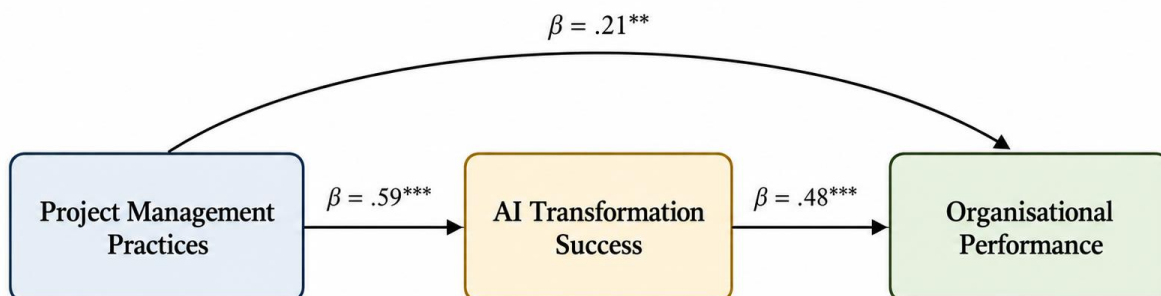 β = .21**
Project Management
Practices
β = .59***
AI Transformation
Success
β = .48***
Organisational
Performance